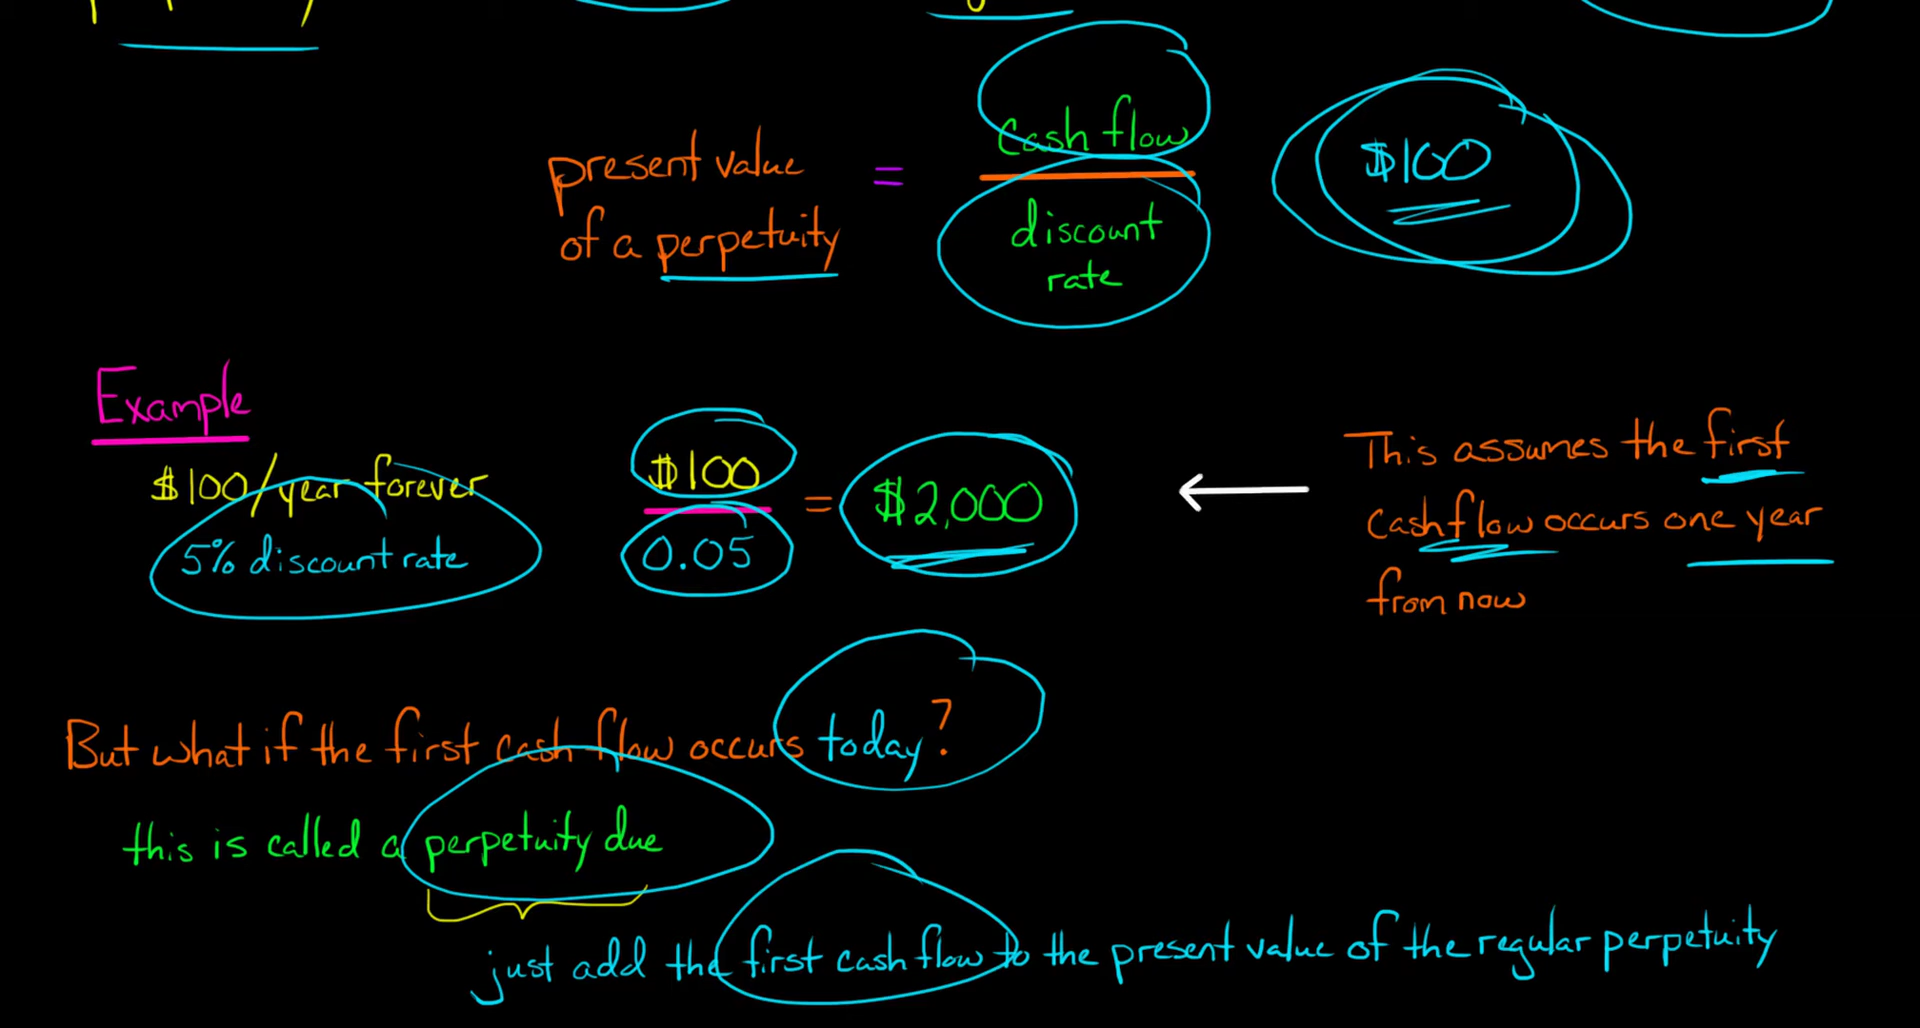 present value
of a perpetuity
=
cash flow
discount
rate
$100
Example
$100/year forever
5% discount rate
$100
0.05
= $2,000
This assumes the first
cash flow occurs one year
from now
But what if the first cash flow occurs today?
this is called a perpetuity due
just add the first cash flow to the present value of the regular perpetuity